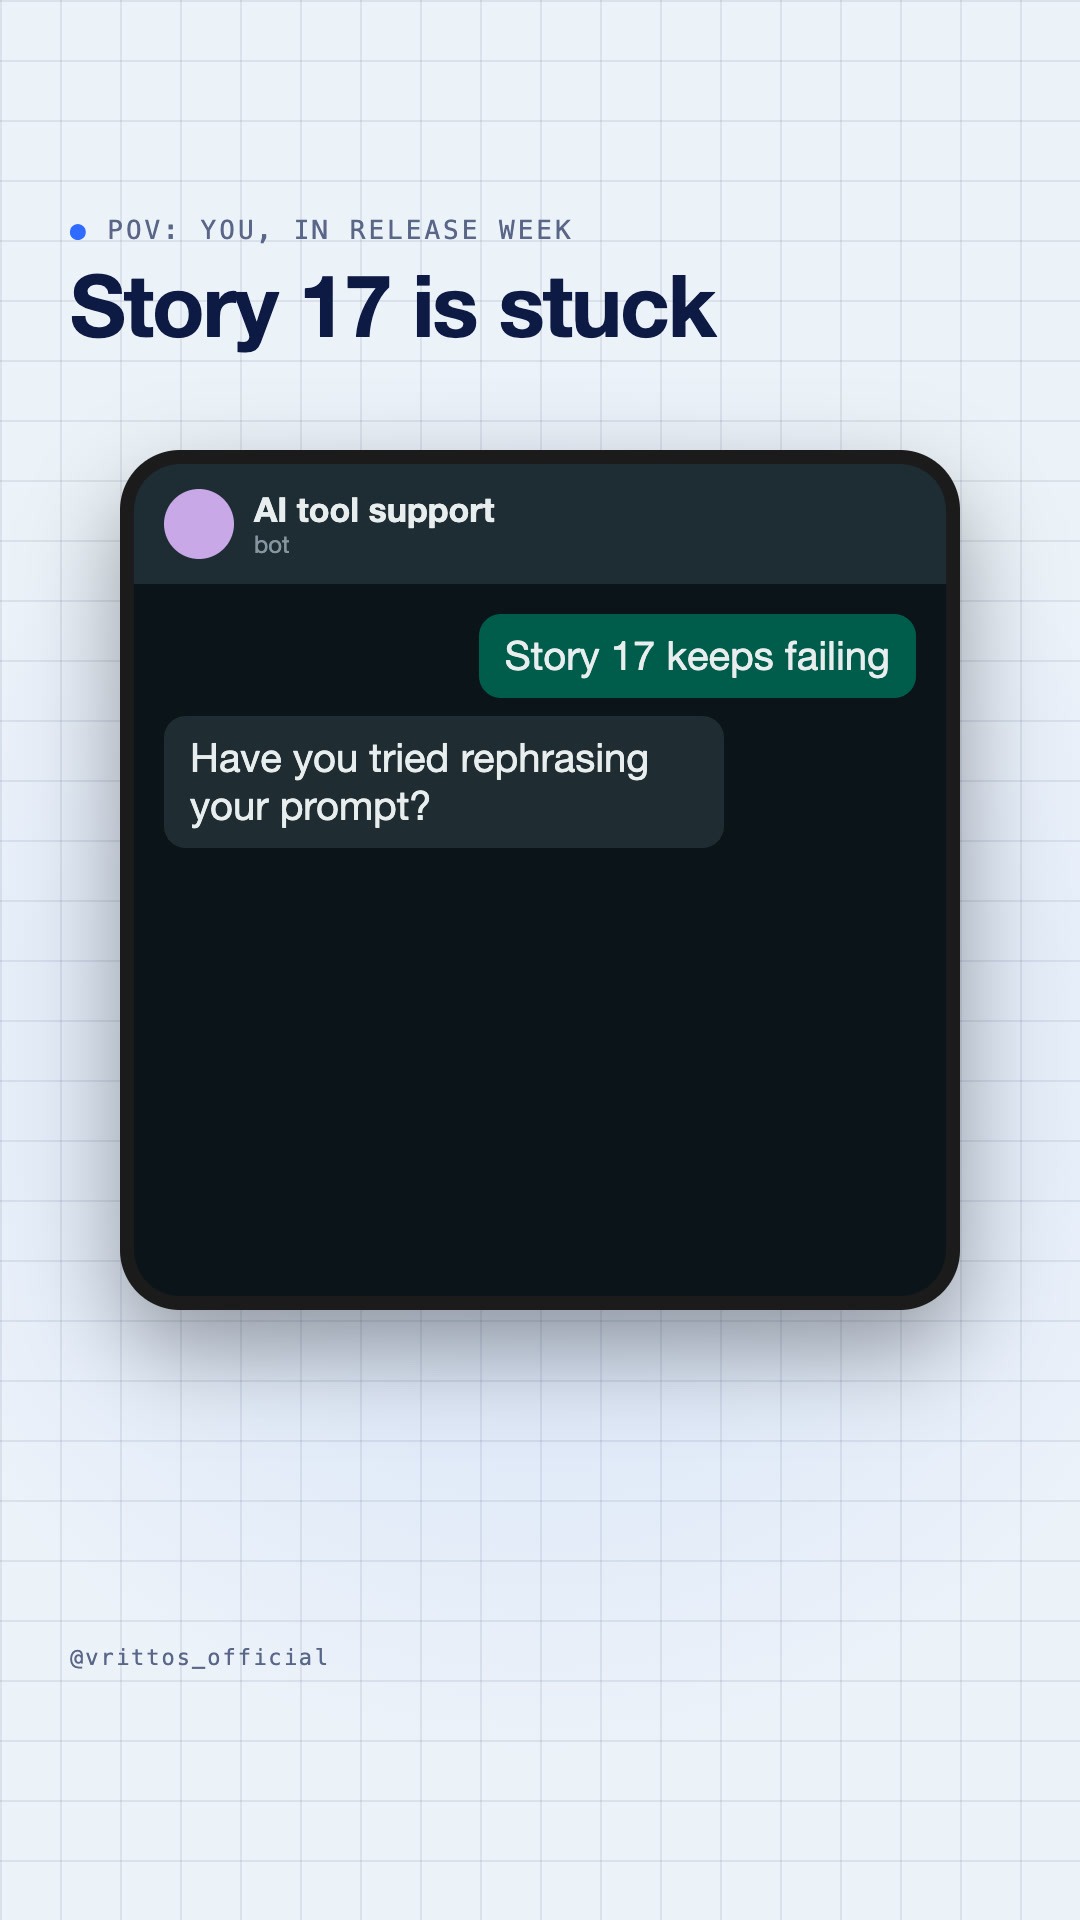 POV: YOU, IN RELEASE WEEK
Story 17 is stuck
AI tool support
bot
Story 17 keeps failing
Have you tried rephrasing
your prompt?
@vrittos_official